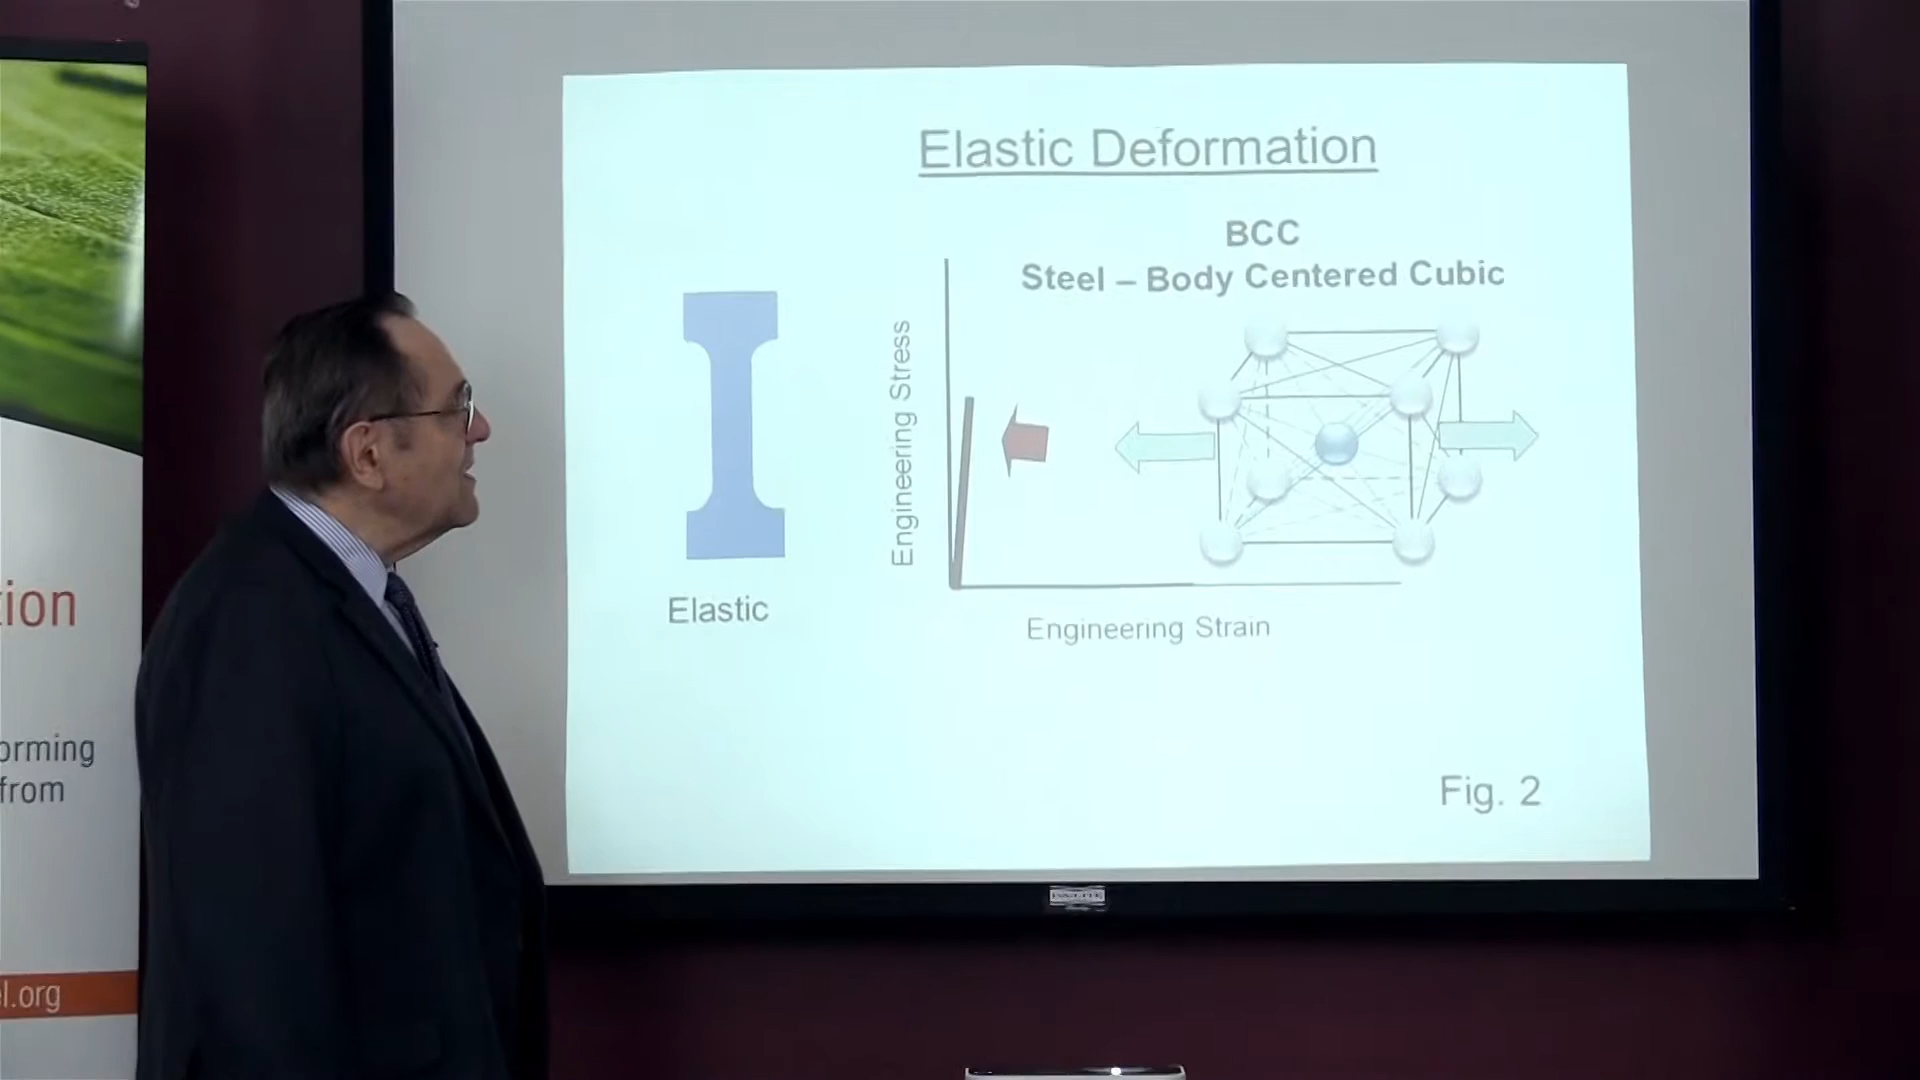 Elastic Deformation
BCC
Steel – Body Centered Cubic
Engineering Stress
Elastic
Engineering Strain
Fig. 2
tion
orming
from
l.org